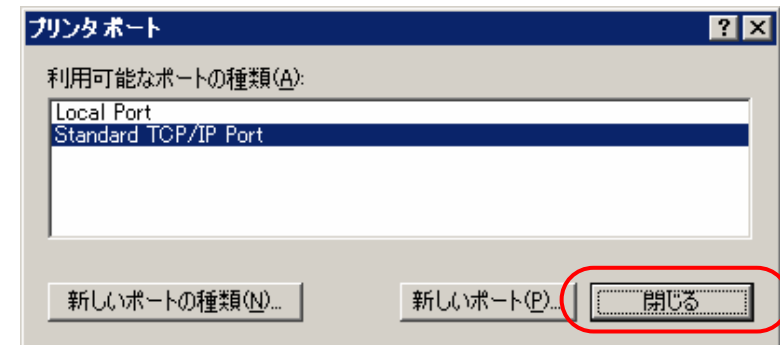 プリンタ ポート
利用可能なポートの種類(A):
Local Port
Standard TCP/IP Port
新しいポートの種類(N)... 新しいポート(P)... 閉じる